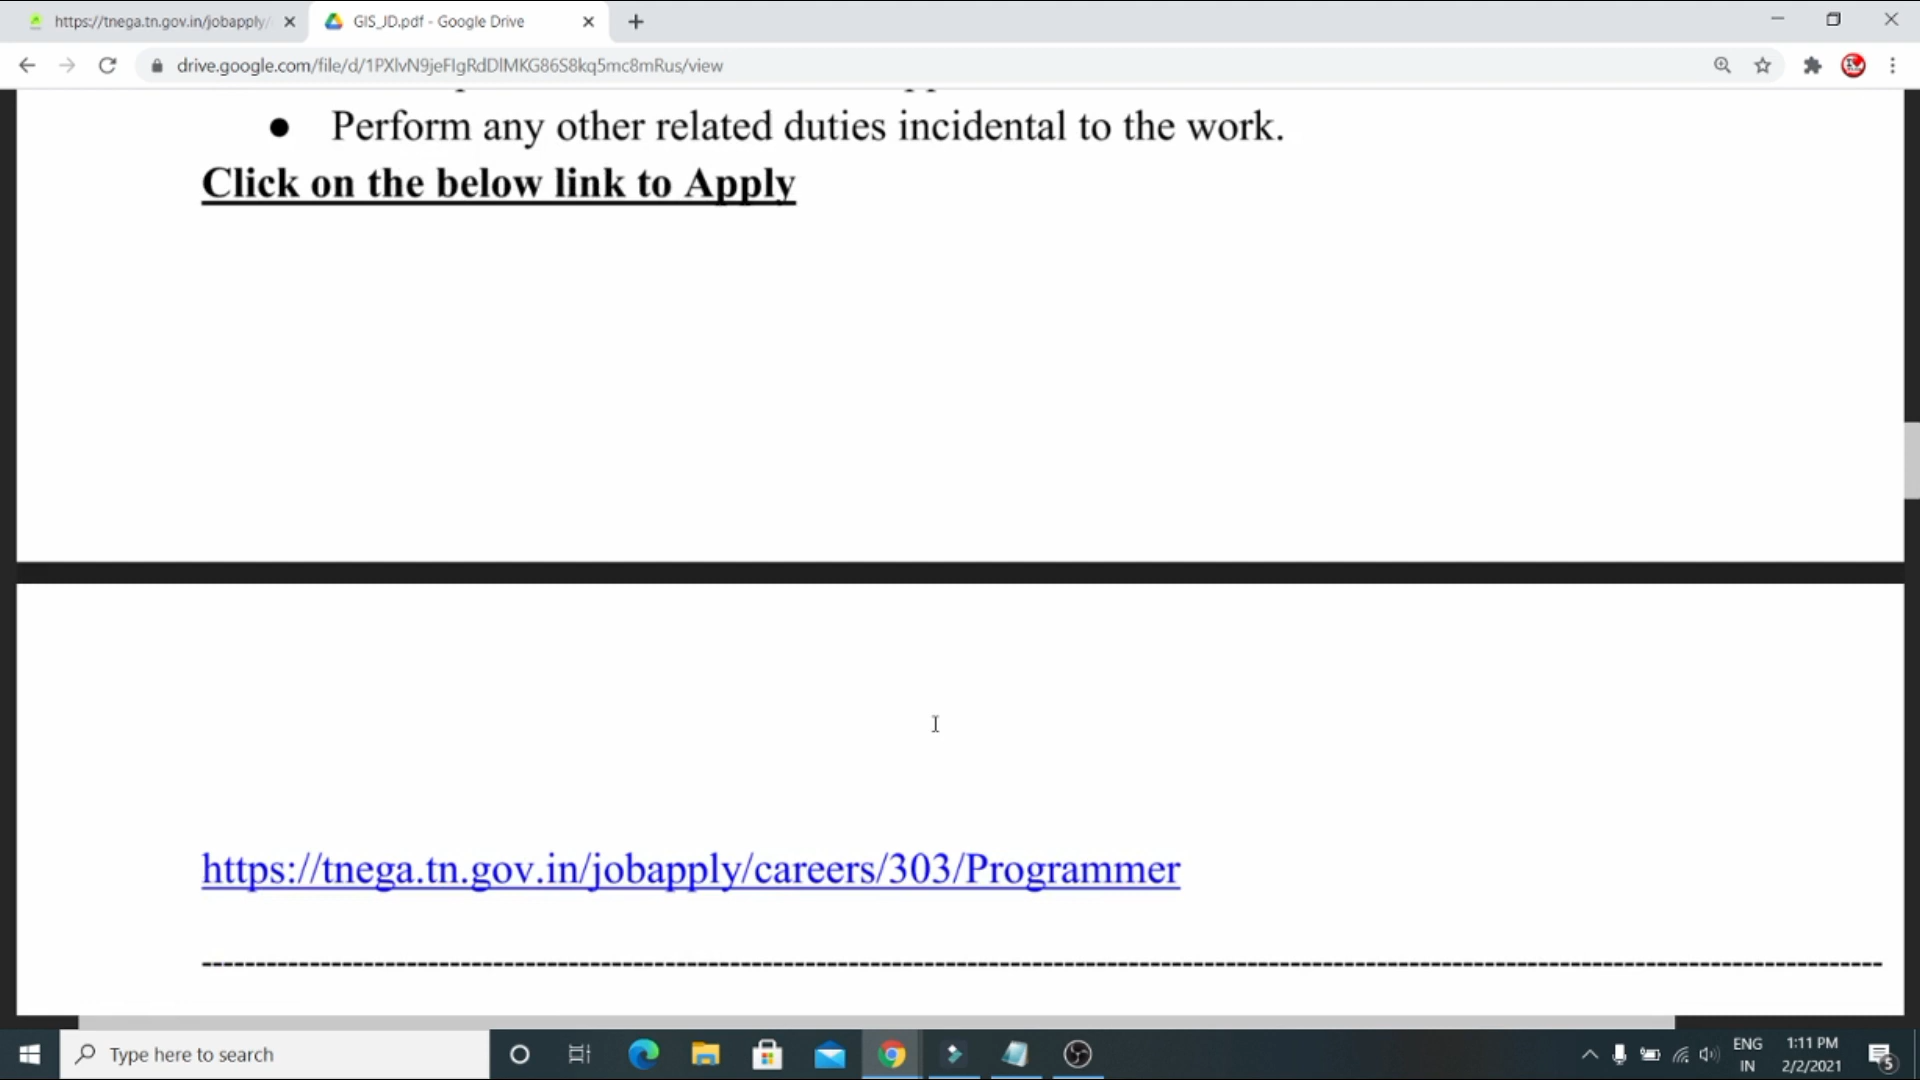 https://tnega.tn.gov.in/jobapply/
GIS_JD.pdf - Google Drive
drive.google.com/file/d/1PXlvN9jeFIgRdDlMKG86S8kq5mc8mRus/view
● Perform any other related duties incidental to the work.
Click on the below link to Apply
https://tnega.tn.gov.in/jobapply/careers/303/Programmer
--------------------------------------------------------------------------------
Type here to search
ENG
IN
1:11 PM
2/2/2021
5